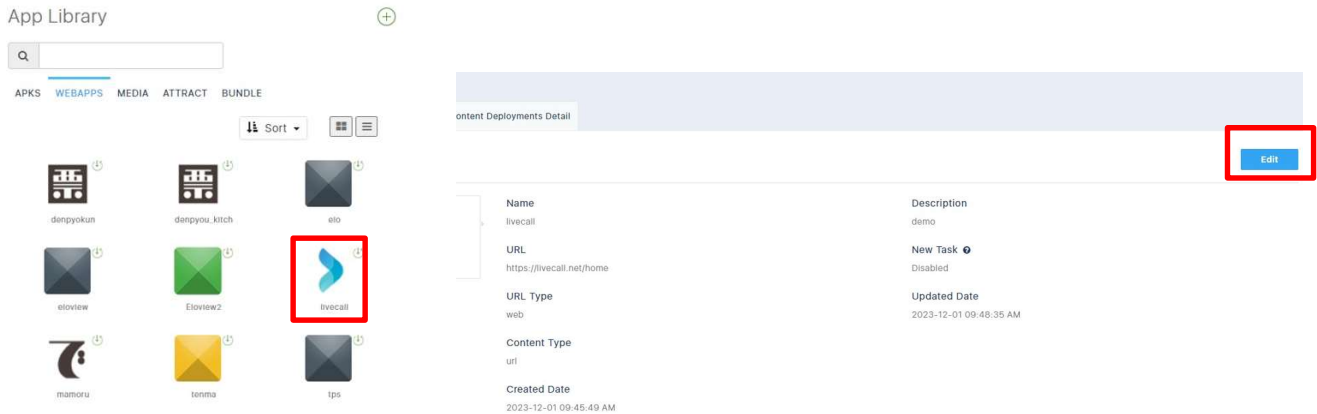 App Library
APKS WEBAPPS MEDIA ATTRACT BUNDLE
Sort
denpyokun denpyou_kitch elo
eloview Eloview2 livecall
mamoru tenma tps
ontent Deployments Detail
Edit
Name
livecall
URL
https://livecall.net/home
URL Type
web
Content Type
url
Created Date
2023-12-01 09:45:49 AM
Description
demo
New Task
Disabled
Updated Date
2023-12-01 09:48:35 AM